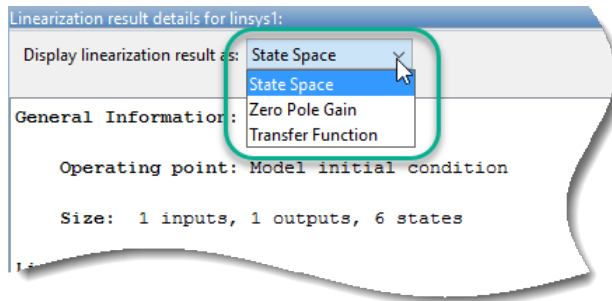 Linearization result details for linsys1:
Display linearization result as: State Space
State Space
Zero Pole Gain
Transfer Function
General Information:
Operating point: Model initial condition
Size: 1 inputs, 1 outputs, 6 states